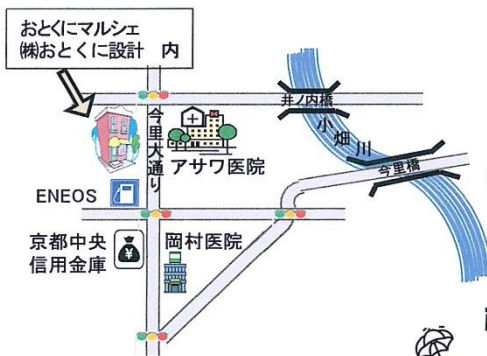 おとくにマルシェ
㈱おとくに設計 内
井ノ内橋
小畑川
今里大通り
アサワ医院
今里橋
ENEOS
京都中央
信用金庫
¥
岡村医院